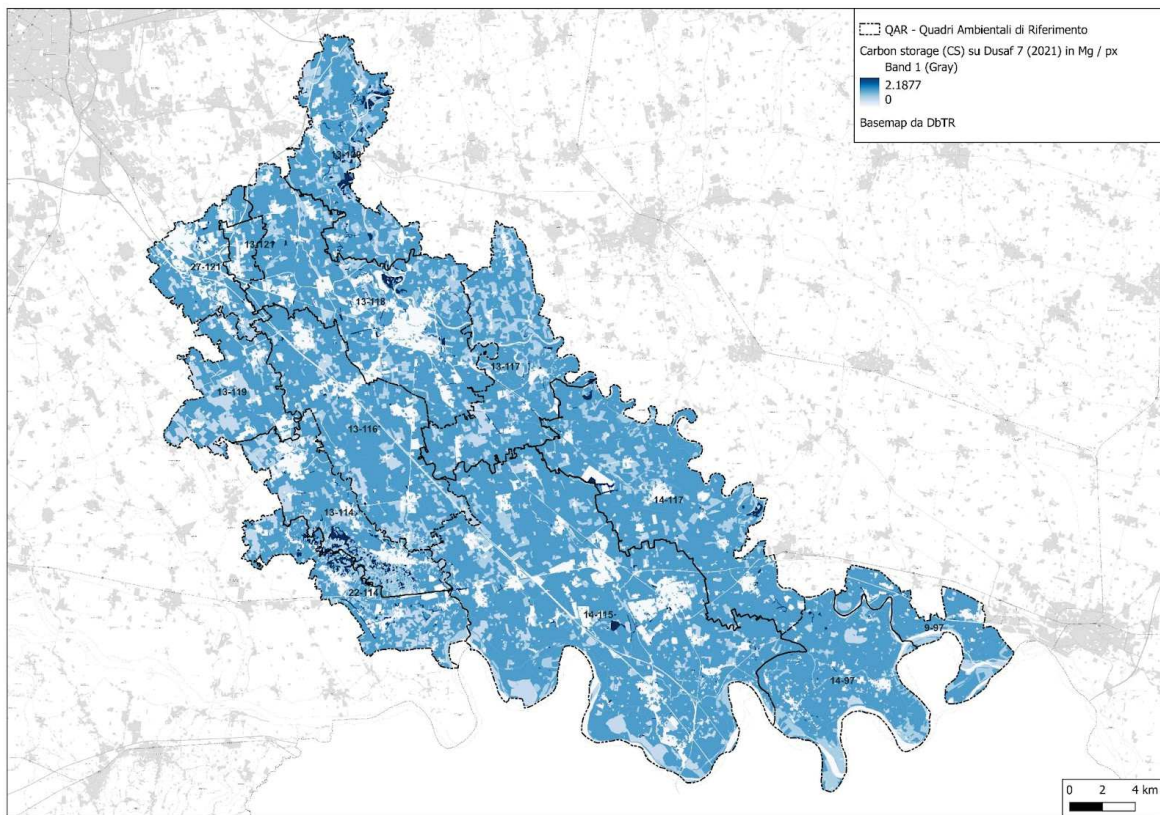 QAR - Quadri Ambientali di Riferimento
Carbon storage (CS) su Dusaf 7 (2021) in Mg / px
Band 1 (Gray)
2.1877
0
Basemap da DbTR
13-121
27-121
13-118
13-117
13-119
13-116
14-117
13-114
22-114
14-115
9-97
14-97
0 2 4 km